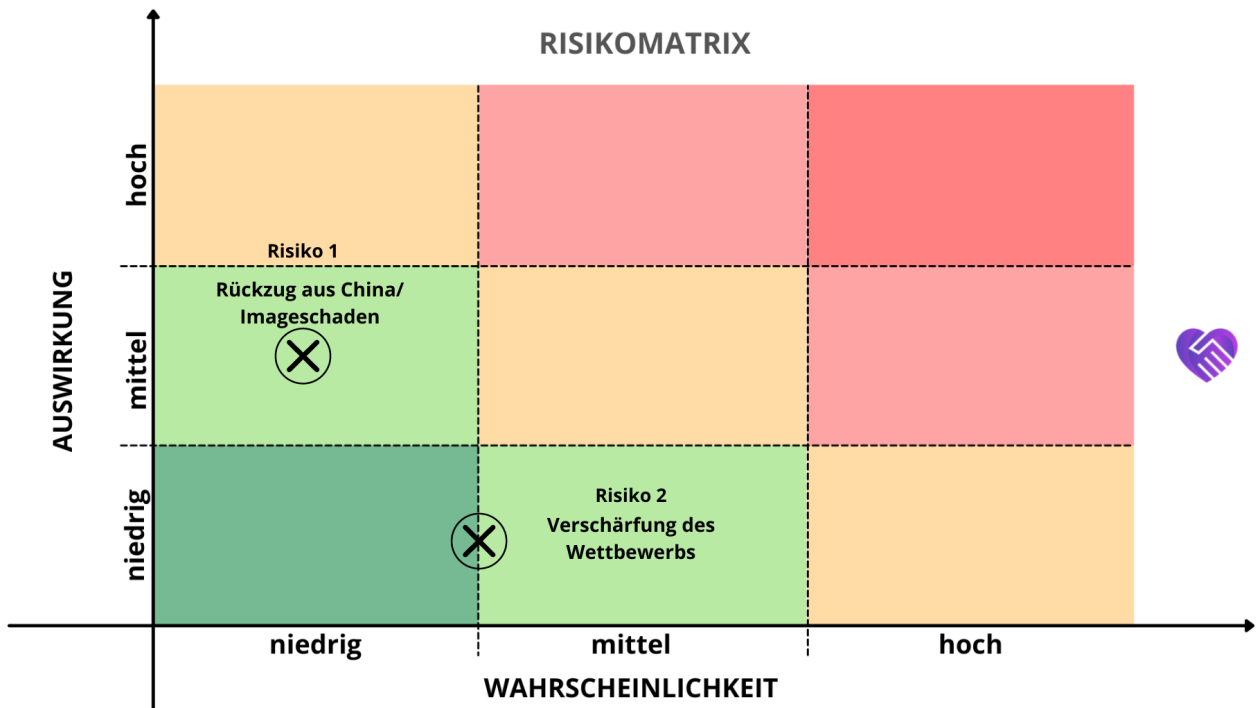 RISIKOMATRIX
AUSWIRKUNG
hoch
mittel
niedrig
Risiko 1
Rückzug aus China/
Imageschaden
Risiko 2
Verschärfung des
Wettbewerbs
niedrig
mittel
hoch
WAHRSCHEINLICHKEIT